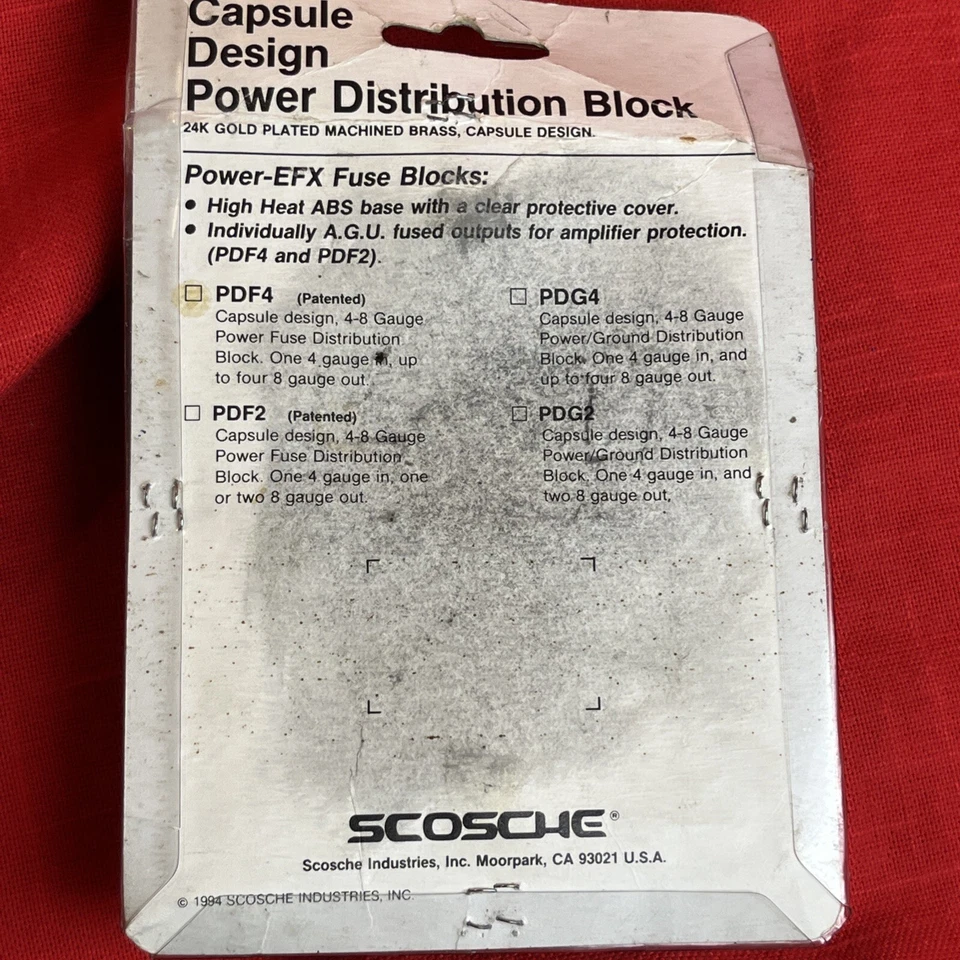 Capsule
Design
Power Distribution Block
24K GOLD PLATED MACHINED BRASS, CAPSULE DESIGN.
Power-EFX Fuse Blocks:
● High Heat ABS base with a clear protective cover.
● Individually A.G.U. fused outputs for amplifier protection.
(PDF4 and PDF2).
☐ PDF4 (Patented)
Capsule design, 4-8 Gauge
Power Fuse Distribution
Block. One 4 gauge in, up
to four 8 gauge out.
☐ PDF2 (Patented)
Capsule design, 4-8 Gauge
Power Fuse Distribution
Block. One 4 gauge in, one
or two 8 gauge out.
☐ PDG4
Capsule design, 4-8 Gauge
Power/Ground Distribution
Block. One 4 gauge in, and
up to four 8 gauge out.
☐ PDG2
Capsule design, 4-8 Gauge
Power/Ground Distribution
Block. One 4 gauge in, and
two 8 gauge out,
SCOSCHE®
Scosche Industries, Inc. Moorpark, CA 93021 U.S.A.
© 1994 SCOSCHE INDUSTRIES, INC.